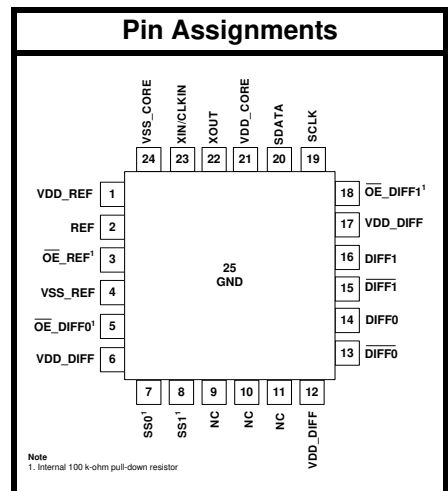 Pin Assignments
VSS_CORE
XIN/CLKIN
XOUT
VDD_CORE
SDATA
SCLK
24
23
22
21
20
19
VDD_REF 1
REF 2
OE_REF¹ 3
VSS_REF 4
OE_DIFF0¹ 5
VDD_DIFF 6
25
GND
18 OE_DIFF1¹
17 VDD_DIFF
16 DIFF1
15 DIFF1
14 DIFF0
13 DIFF0
7
8
9
10
11
12
SS0¹
SS1¹
NC
NC
NC
VDD_DIFF
Note
1. Internal 100 k-ohm pull-down resistor